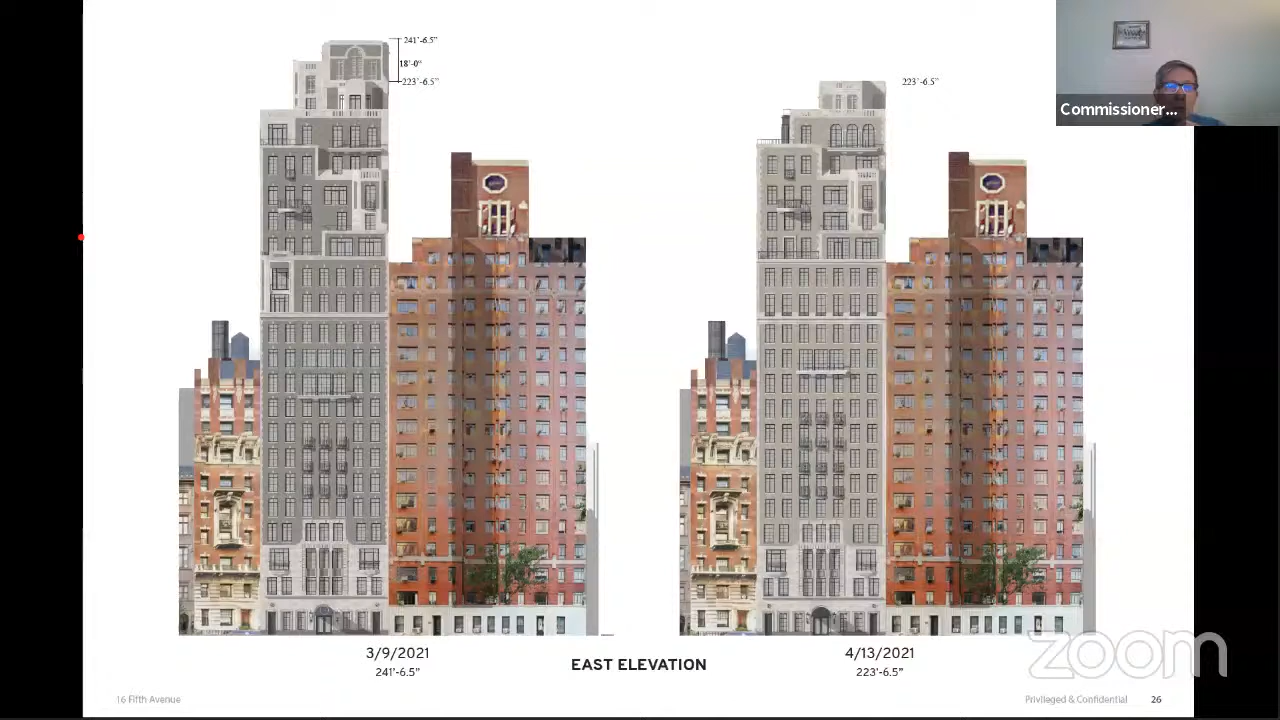 241'-6.5"
18'-0"
223'-6.5"
223'-6.5"
Commissioner...
3/9/2021
241'-6.5"
EAST ELEVATION
4/13/2021
223'-6.5"
zoom
16 Fifth Avenue
Privileged & Confidential
26